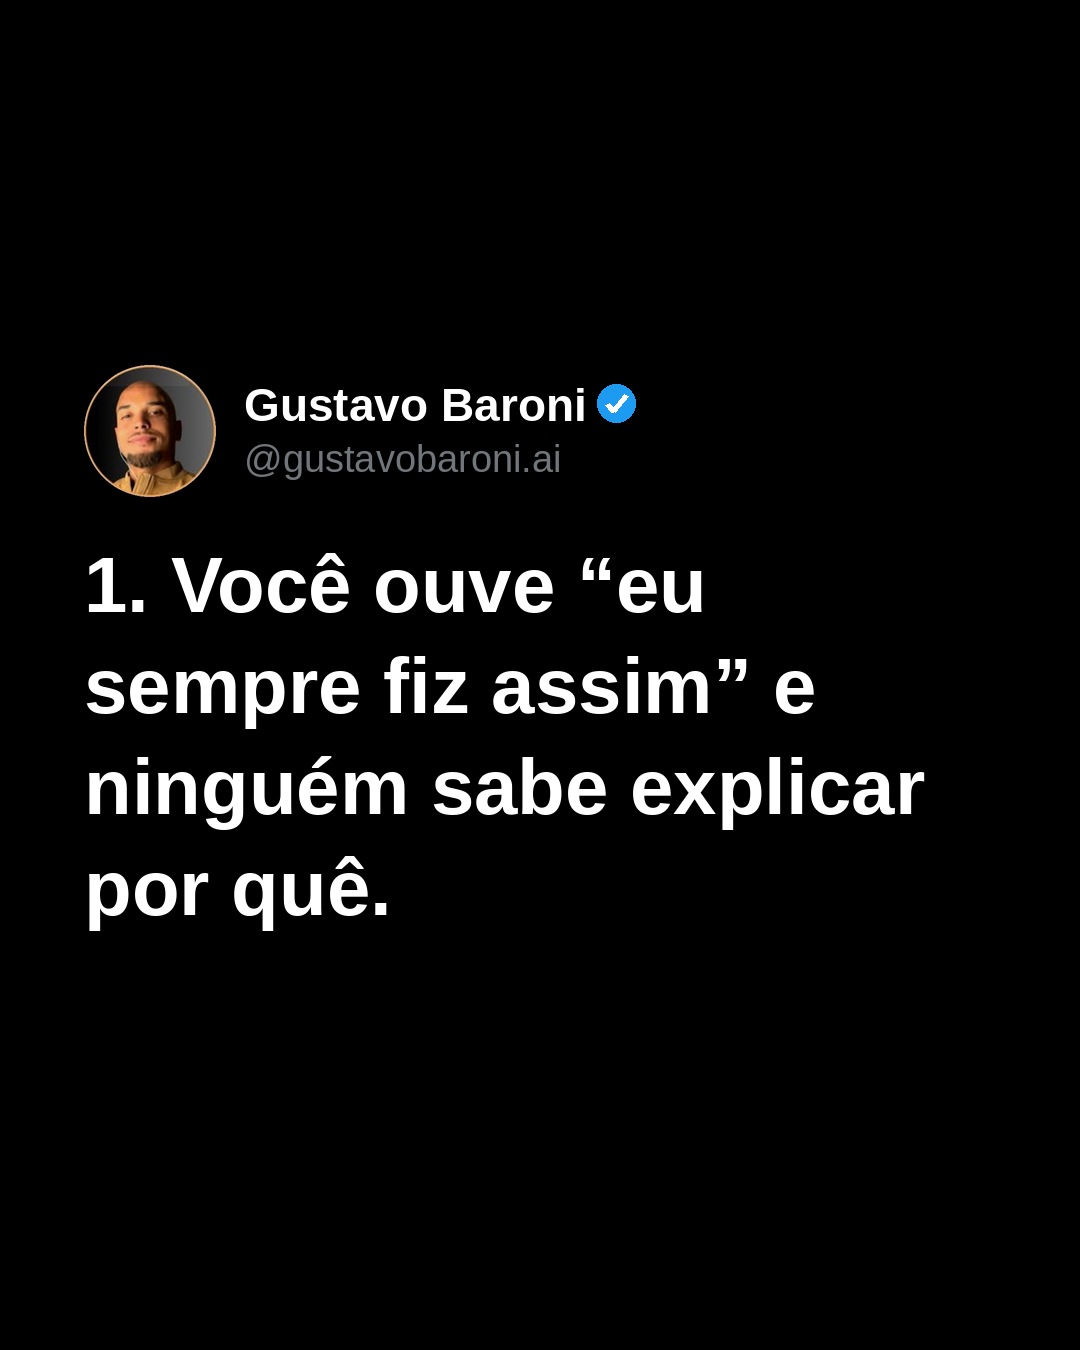 Gustavo Baroni
@gustavobaroni.ai
1. Você ouve “eu
sempre fiz assim” e
ninguém sabe explicar
por quê.